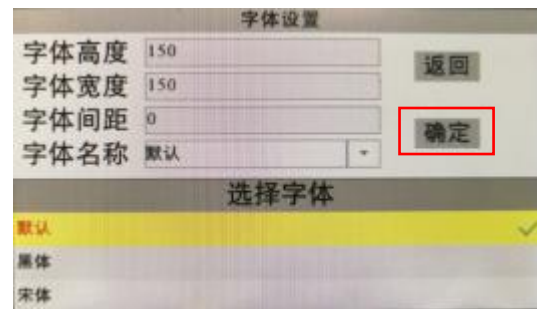 字体设置
字体高度 150
返回
字体宽度 150
字体间距 0
确定
字体名称 默认
选择字体
默认
黑体
宋体